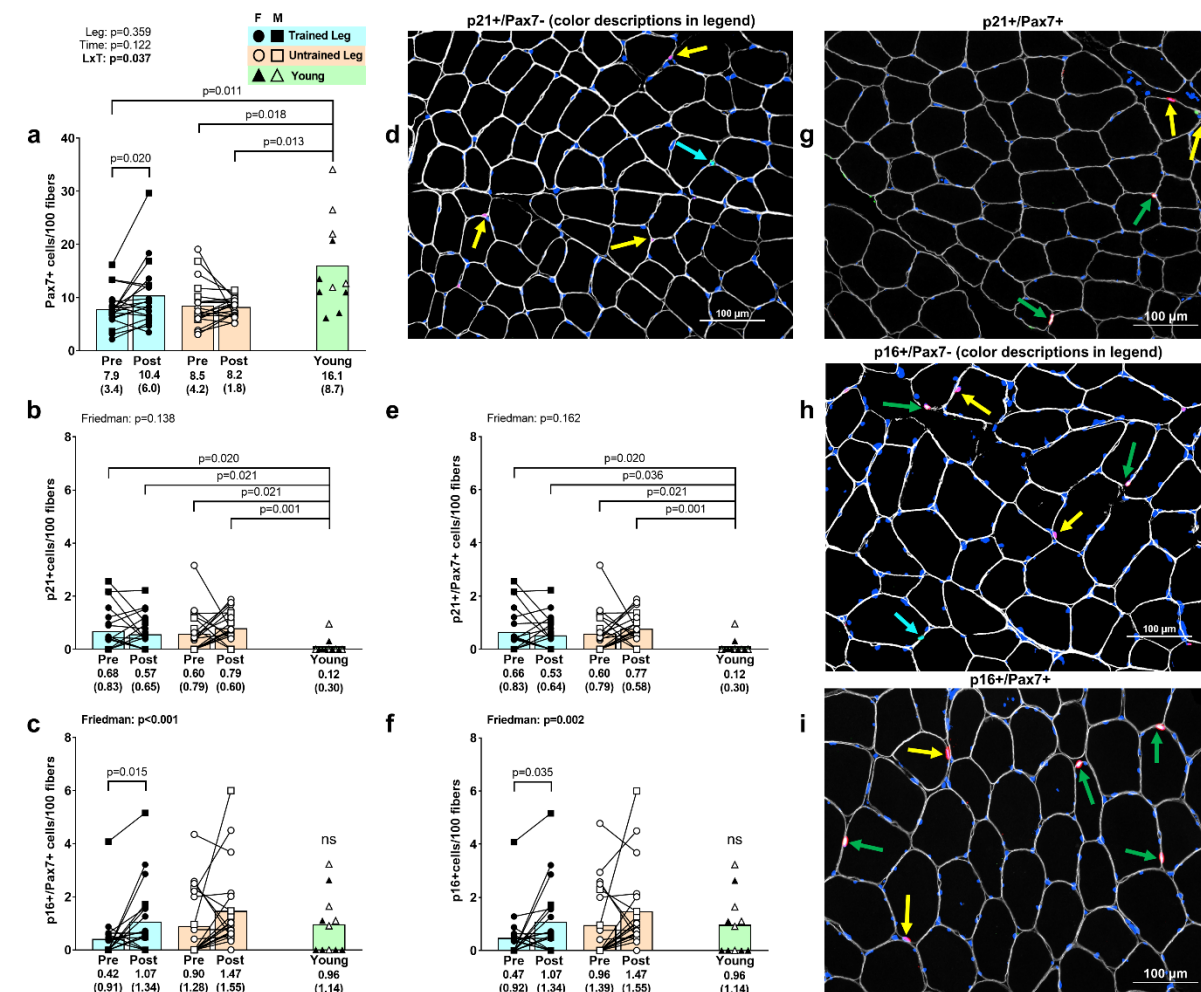 F M
Trained Leg
Untrained Leg
Young
Leg: p=0.359
Time: p=0.122
LxT: p=0.037
a
p=0.011
p=0.018
p=0.013
p=0.020
Pax7+ cells/100 fibers
40
30
20
10
0
Pre Post Pre Post Young
7.9 10.4 8.5 8.2 16.1
(3.4) (6.0) (4.2) (1.8) (8.7)
b
Friedman: p=0.138
p=0.020
p=0.021
p=0.021
p=0.001
p21+cells/100 fibers
8
6
4
2
0
Pre Post Pre Post Young
0.68 0.57 0.60 0.79 0.12
(0.83) (0.65) (0.79) (0.60) (0.30)
c
Friedman: p<0.001
p=0.015
ns
p16+/Pax7+ cells/100 fibers
8
6
4
2
0
Pre Post Pre Post Young
0.42 1.07 0.90 1.47 0.96
(0.91) (1.34) (1.28) (1.55) (1.14)
d
p21+/Pax7- (color descriptions in legend)
100 µm
e
Friedman: p=0.162
p=0.020
p=0.036
p=0.021
p=0.001
p21+/Pax7+ cells/100 fibers
8
6
4
2
0
Pre Post Pre Post Young
0.66 0.53 0.60 0.77 0.12
(0.83) (0.64) (0.79) (0.58) (0.30)
f
Friedman: p=0.002
p=0.035
ns
p16+cells/100 fibers
8
6
4
2
0
Pre Post Pre Post Young
0.47 1.07 0.96 1.47 0.96
(0.92) (1.34) (1.39) (1.55) (1.14)
g
p21+/Pax7+
100 µm
h
p16+/Pax7- (color descriptions in legend)
100 µm
i
p16+/Pax7+
100 µm